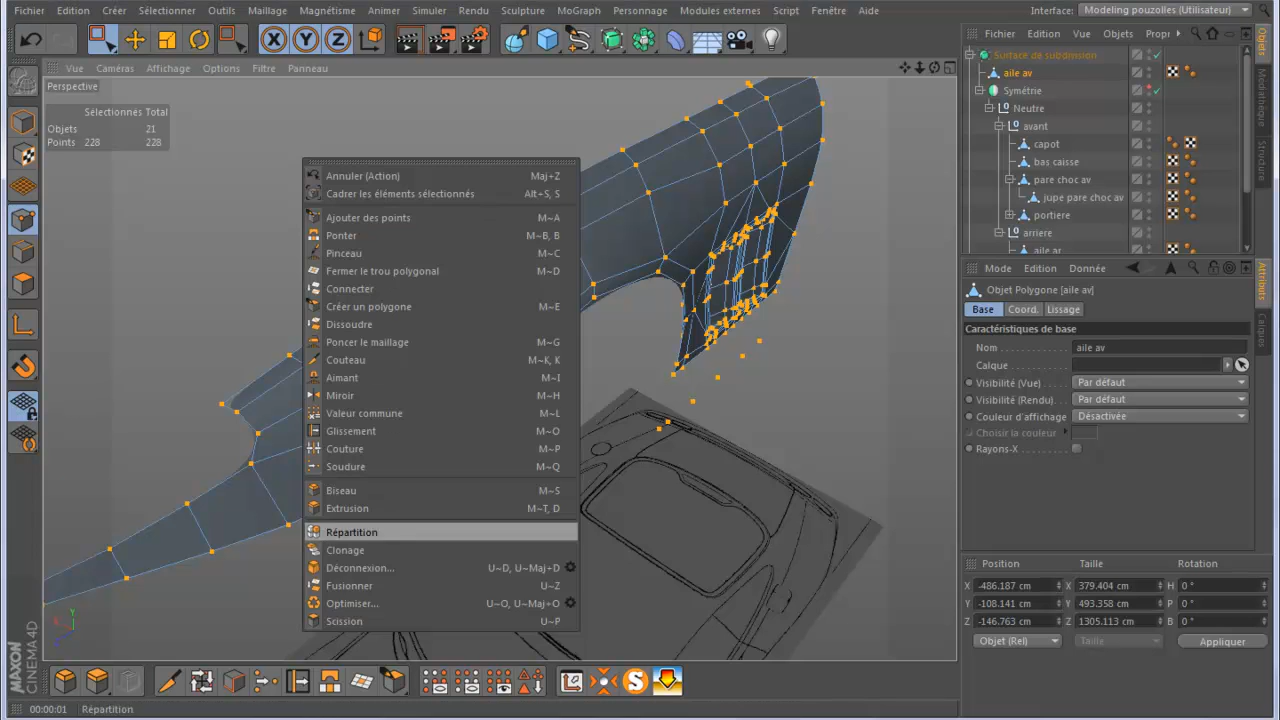 Fichier Edition Créer Sélectionner Outils Maillage Magnétisme Animer Simuler Rendu Sculpture MoGraph Personnage Modules externes Script Fenêtre Aide Interface: Modeling pouzolles (Utilisateur)
X Y Z
Vue Caméras Affichage Options Filtre Panneau
Perspective
Sélectionnés Total
Objets 21
Points 228 228
Annuler (Action) Maj+Z
Cadrer les éléments sélectionnés Alt+S, S
Ajouter des points M~A
Ponter M~B, B
Pinceau M~C
Fermer le trou polygonal M~D
Connecter
Créer un polygone M~E
Dissoudre
Poncer le maillage M~G
Couteau M~K, K
Aimant M~I
Miroir M~H
Valeur commune M~L
Glissement M~O
Couture M~P
Soudure M~Q
Biseau M~S
Extrusion M~T, D
Répartition
Clonage
Déconnexion... U~D, U~Maj+D
Fusionner U~Z
Optimiser... U~O, U~Maj+O
Scission U~P
Fichier Edition Vue Objets Propr
Surface de subdivision
aile av
Symétrie
Neutre
avant
capot
bas caisse
pare choc av
jupe pare choc av
portiere
arriere
aile ar
Objets
Médiathèque
Structure
Mode Edition Donnée
Objet Polygone [aile av]
Base Coord. Lissage
Caractéristiques de base
Nom aile av
Calque
Visibilité (Vue) Par défaut
Visibilité (Rendu) Par défaut
Couleur d'affichage Désactivée
Choisir la couleur
Rayons-X
Attributs
Calques
Position Taille Rotation
X -486.187 cm X 379.404 cm H 0 °
Y -108.141 cm Y 493.358 cm P 0 °
Z -146.763 cm Z 1305.113 cm B 0 °
Objet (Rel) Taille Appliquer
MAXON
CINEMA 4D
00:00:01 Répartition